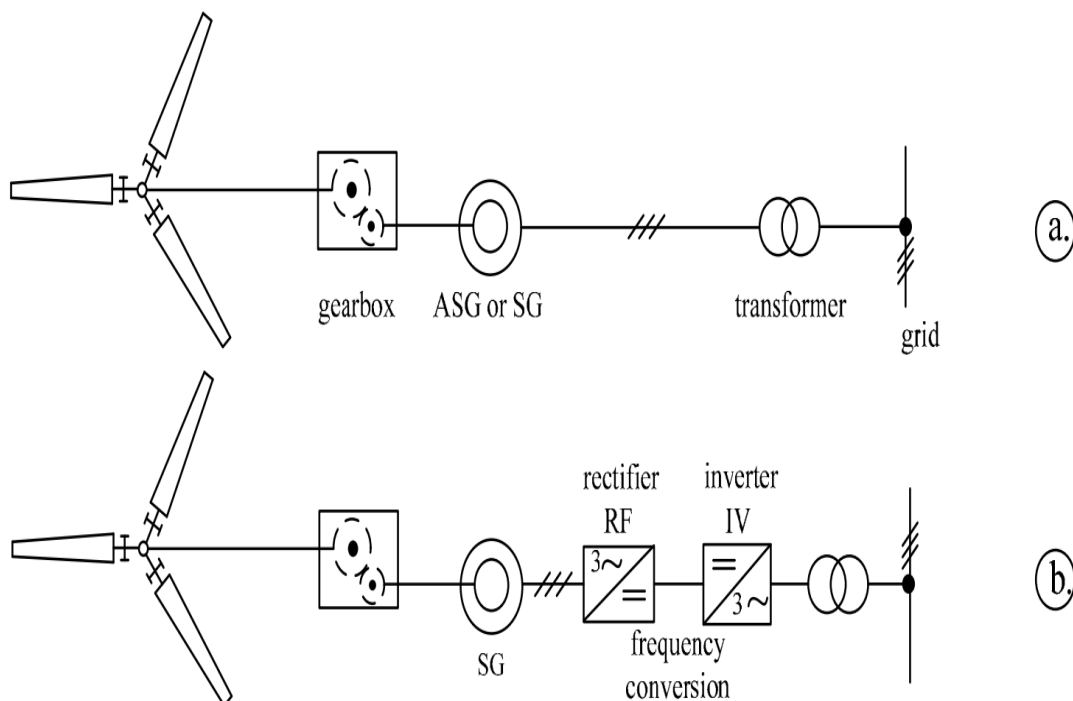 a.
gearbox
ASG or SG
transformer
grid
rectifier
RF
inverter
IV
3~
=
=
3~
b.
SG
frequency
conversion